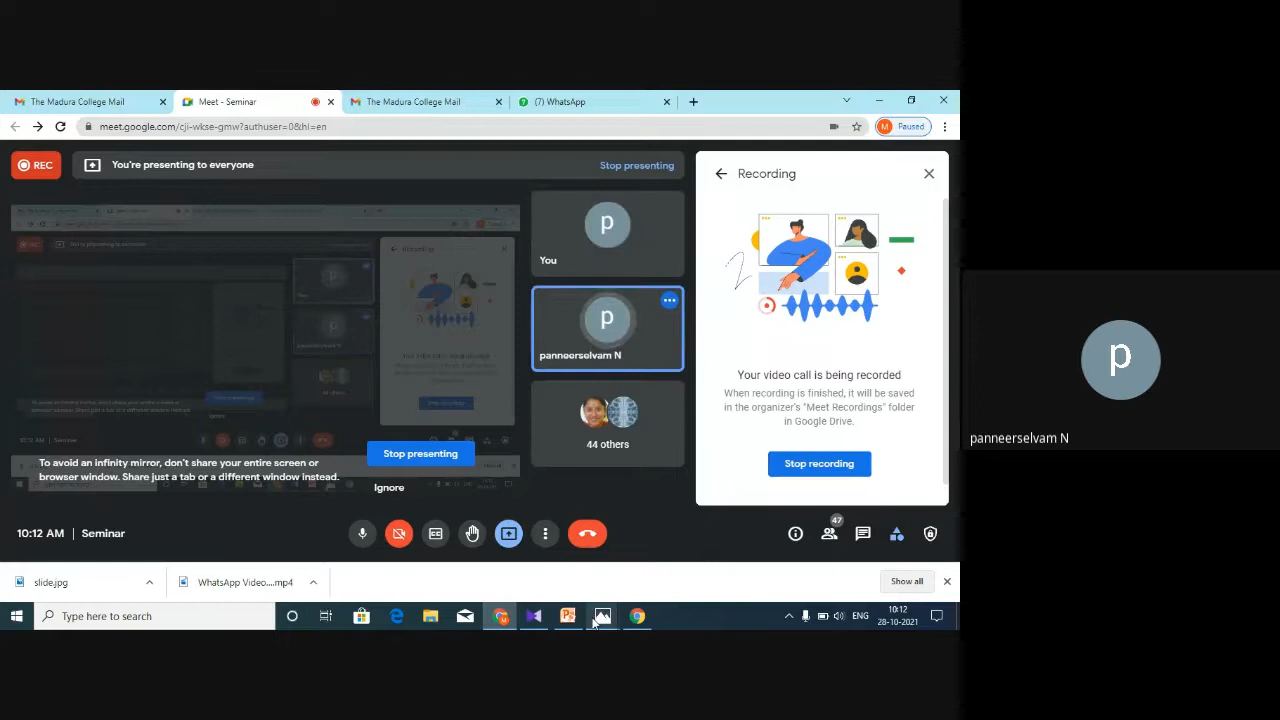 The Madura College Mail
Meet - Seminar
The Madura College Mail
(7) WhatsApp
meet.google.com/cji-wkse-gmw?authuser=0&hl=en
M
Paused
REC
You're presenting to everyone
Stop presenting
Recording
p
You
p
panneerselvam N
44 others
Your video call is being recorded
When recording is finished, it will be saved
in the organizer's "Meet Recordings" folder
in Google Drive.
Stop recording
To avoid an infinity mirror, don't share your entire screen or
browser window. Share just a tab or a different window instead.
Stop presenting
Ignore
10:12 AM | Seminar
47
slide.jpg
WhatsApp Video....mp4
Show all
Type here to search
ENG
10:12
28-10-2021
p
panneerselvam N